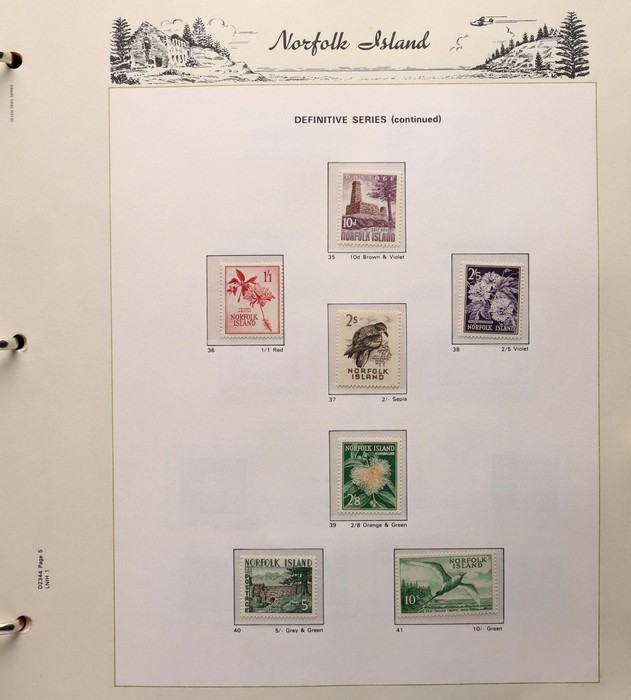 Norfolk Island
DEFINITIVE SERIES (continued)
POSTAGE
10d
NORFOLK ISLAND
35 10d Brown & Violet
1/1
NORFOLK
ISLAND
36 1/1 Red
2/5
NORFOLK ISLAND
38 2/5 Violet
2s
NORFOLK
ISLAND
37 2/- Sepia
NORFOLK ISLAND
2/8
39 2/8 Orange & Green
NORFOLK ISLAND
POSTAGE
5/-
40 5/- Grey & Green
NORFOLK
ISLAND
10/-
41 10/- Green
D2344 Page 5
LNIH 1